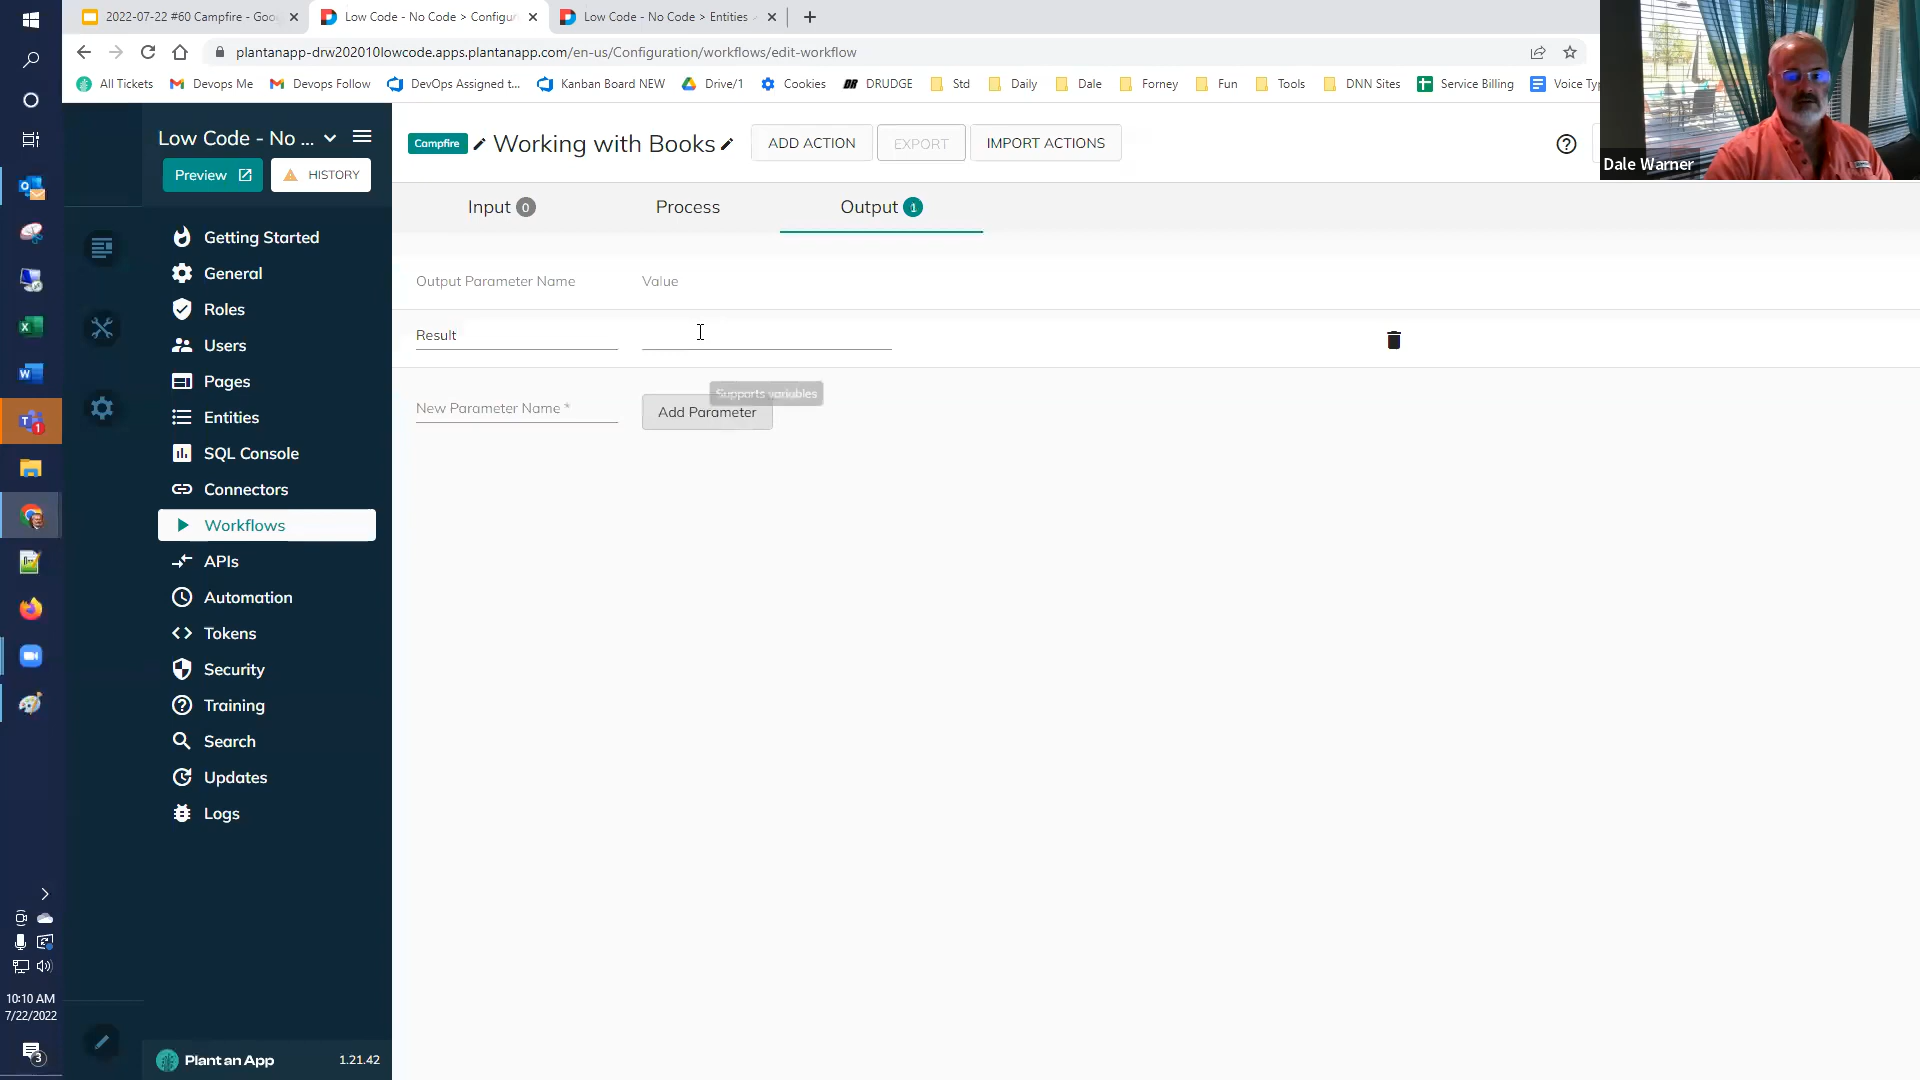 2022-07-22 #60 Campfire - Goo
Low Code - No Code > Configur
Low Code - No Code > Entities
plantanapp-drw202010lowcode.apps.plantanapp.com/en-us/Configuration/workflows/edit-workflow
All Tickets
Devops Me
Devops Follow
DevOps Assigned t...
Kanban Board NEW
Drive/1
Cookies
DRUDGE
Std
Daily
Dale
Forney
Fun
Tools
DNN Sites
Service Billing
Voice Ty
Dale Warner
Low Code - No ...
Preview
HISTORY
Campfire
Working with Books
ADD ACTION
EXPORT
IMPORT ACTIONS
Input 0
Process
Output 1
Getting Started
General
Roles
Users
Pages
Entities
SQL Console
Connectors
Workflows
APIs
Automation
Tokens
Security
Training
Search
Updates
Logs
Output Parameter Name
Value
Result
Supports variables
New Parameter Name *
Add Parameter
10:10 AM
7/22/2022
3
Plant an App
1.21.42